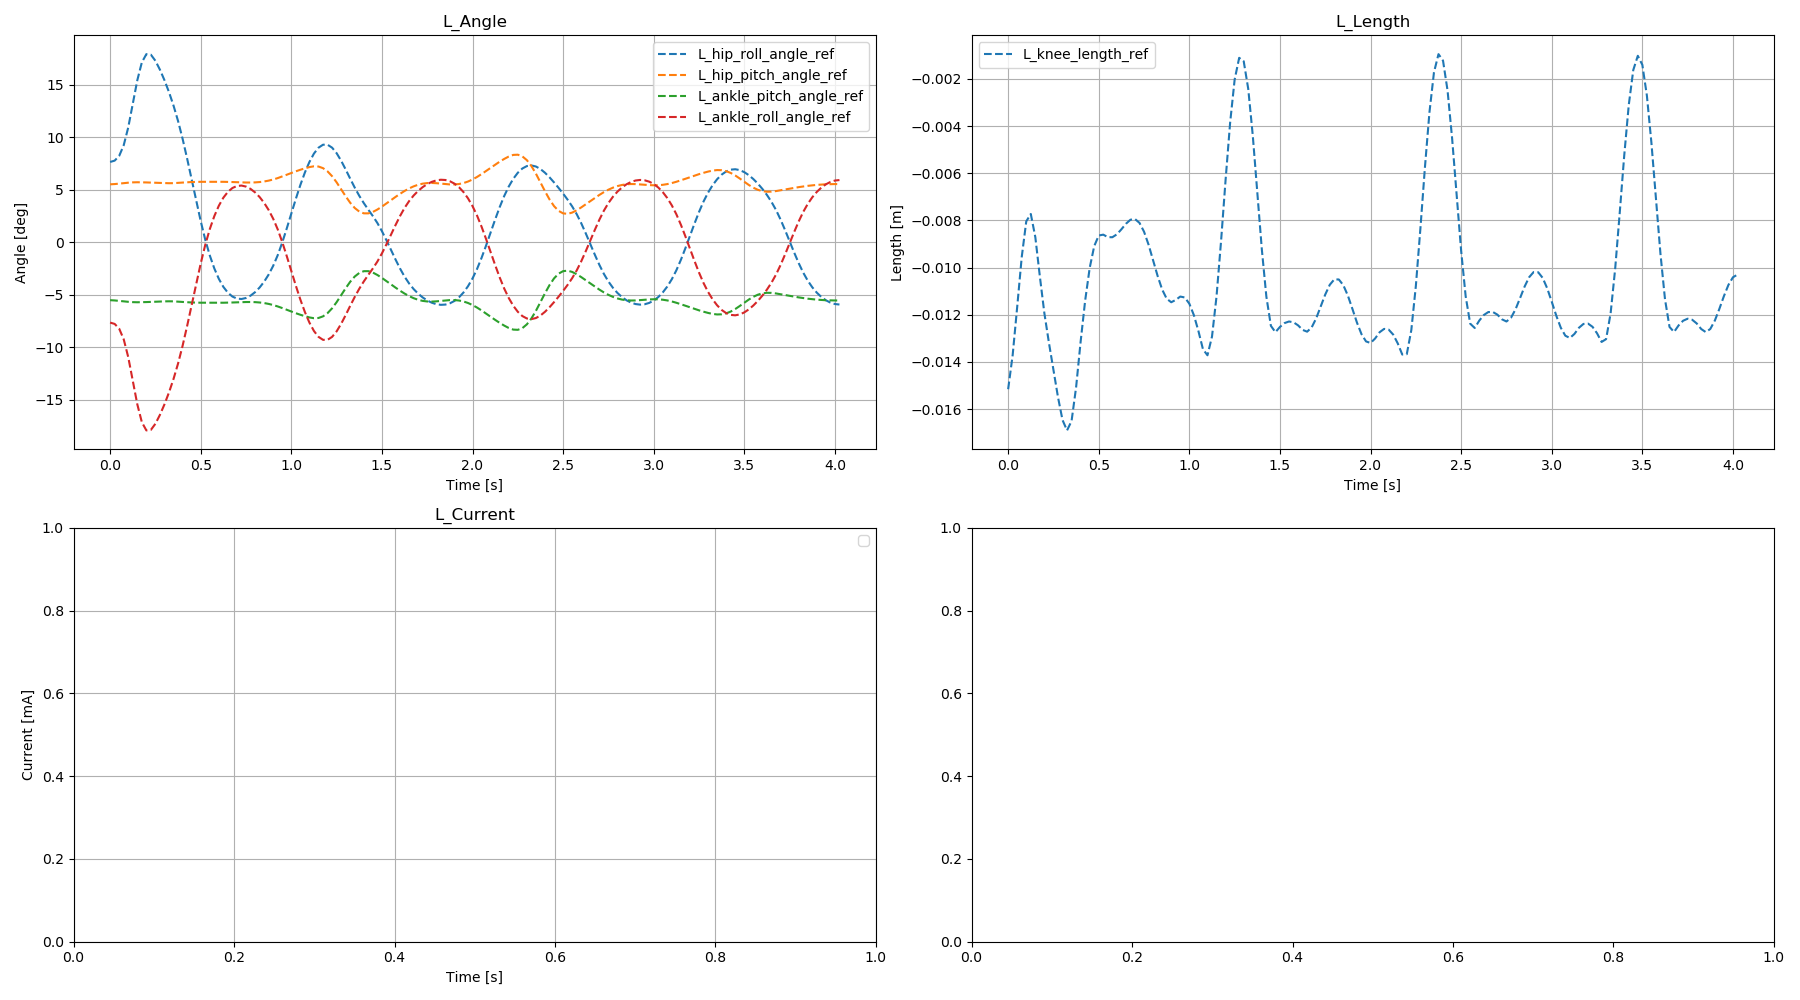 L_Angle
Angle [deg]
15
10
5
0
−5
−10
−15
L_hip_roll_angle_ref
L_hip_pitch_angle_ref
L_ankle_pitch_angle_ref
L_ankle_roll_angle_ref
0.0 0.5 1.0 1.5 2.0 2.5 3.0 3.5 4.0
Time [s]
L_Length
Length [m]
−0.002
−0.004
−0.006
−0.008
−0.010
−0.012
−0.014
−0.016
L_knee_length_ref
0.0 0.5 1.0 1.5 2.0 2.5 3.0 3.5 4.0
Time [s]
L_Current
Current [mA]
1.0
0.8
0.6
0.4
0.2
0.0
0.0 0.2 0.4 0.6 0.8 1.0
Time [s]
1.0
0.8
0.6
0.4
0.2
0.0
0.0 0.2 0.4 0.6 0.8 1.0